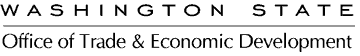 WASHINGTON STATE
Office of Trade & Economic Development